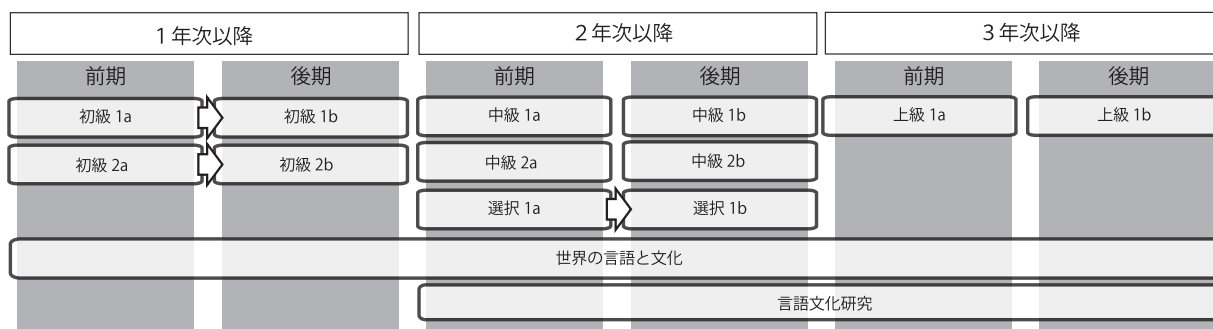 1年次以降 2年次以降 3年次以降
前期 後期 前期 後期 前期 後期
初級 1a 初級 1b 中級 1a 中級 1b 上級 1a 上級 1b
初級 2a 初級 2b 中級 2a 中級 2b
選択 1a 選択 1b
世界の言語と文化
言語文化研究